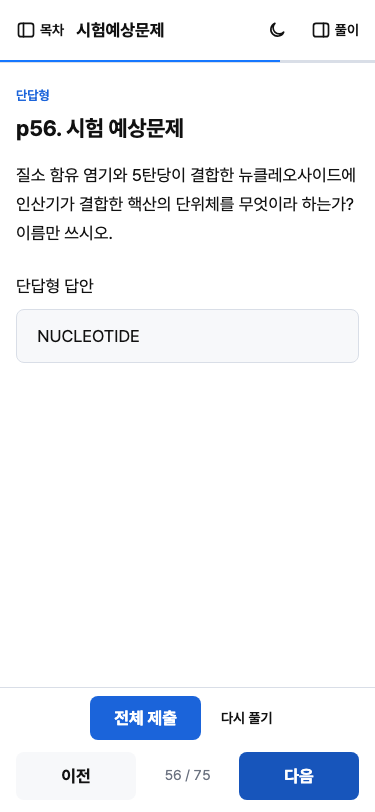 목차 시험예상문제 풀이
단답형
p56. 시험 예상문제
질소 함유 염기와 5탄당이 결합한 뉴클레오사이드에
인산기가 결합한 핵산의 단위체를 무엇이라 하는가?
이름만 쓰시오.
단답형 답안
NUCLEOTIDE
전체 제출 다시 풀기
이전 56 / 75 다음